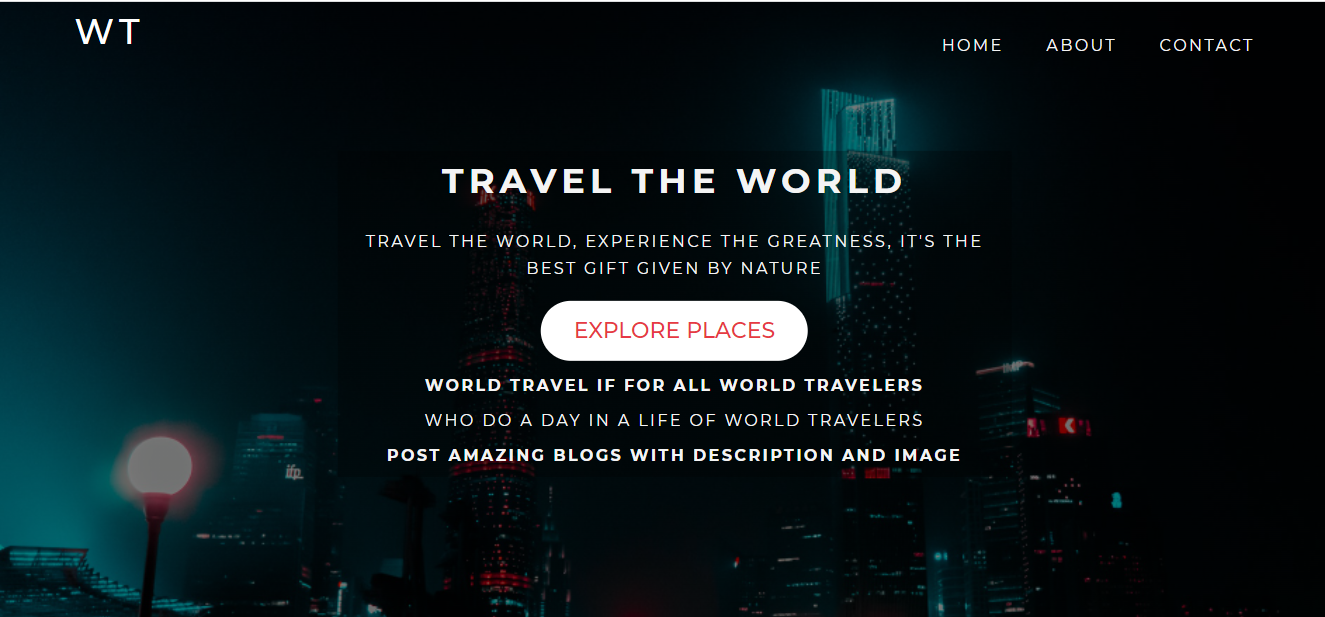 WT
HOME ABOUT CONTACT
TRAVEL THE WORLD
TRAVEL THE WORLD, EXPERIENCE THE GREATNESS, IT'S THE
BEST GIFT GIVEN BY NATURE
EXPLORE PLACES
WORLD TRAVEL IF FOR ALL WORLD TRAVELERS
WHO DO A DAY IN A LIFE OF WORLD TRAVELERS
POST AMAZING BLOGS WITH DESCRIPTION AND IMAGE
ifp